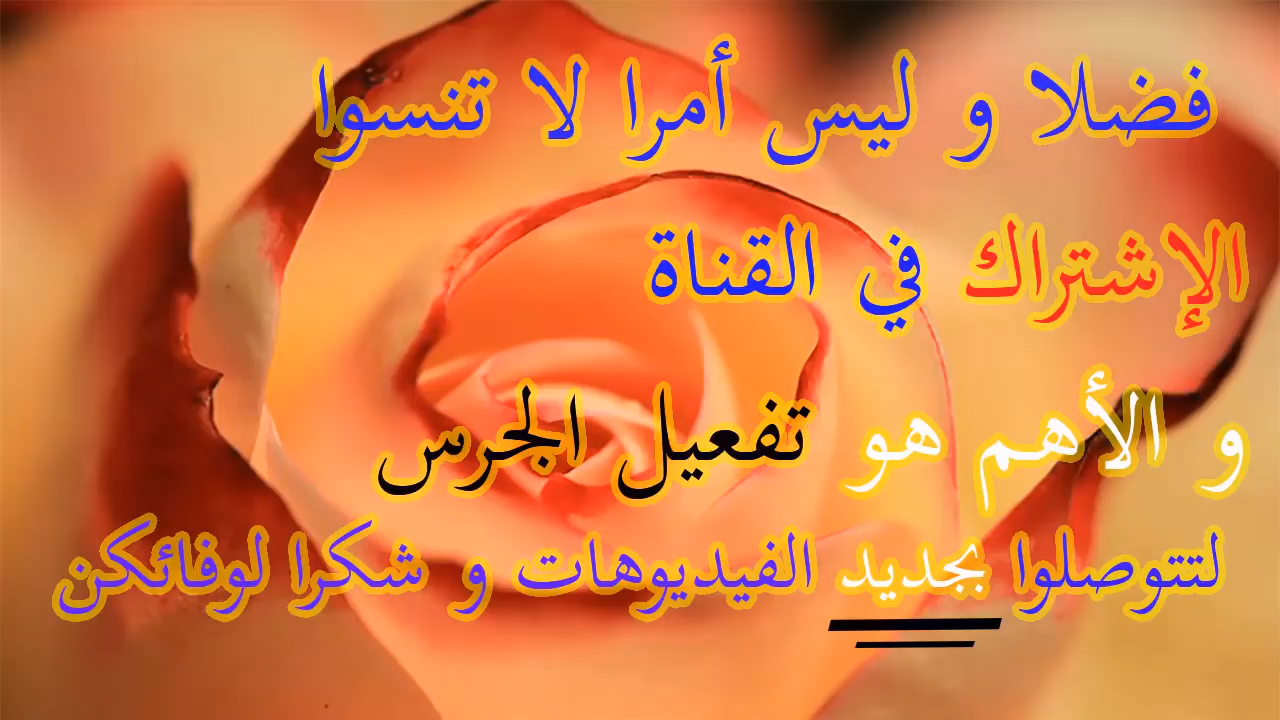 فضلا و ليس أمرا لا تنسوا
الإشتراك في القناة
و الأهم هو تفعيل الجرس
لتتوصلوا بجديد الفيديوهات و شكرا لوفائكن